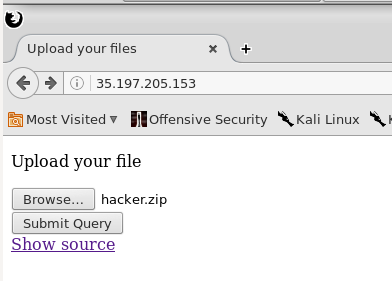 Upload your files
35.197.205.153
Most Visited
Offensive Security
Kali Linux
Upload your file
Browse... hacker.zip
Submit Query
Show source